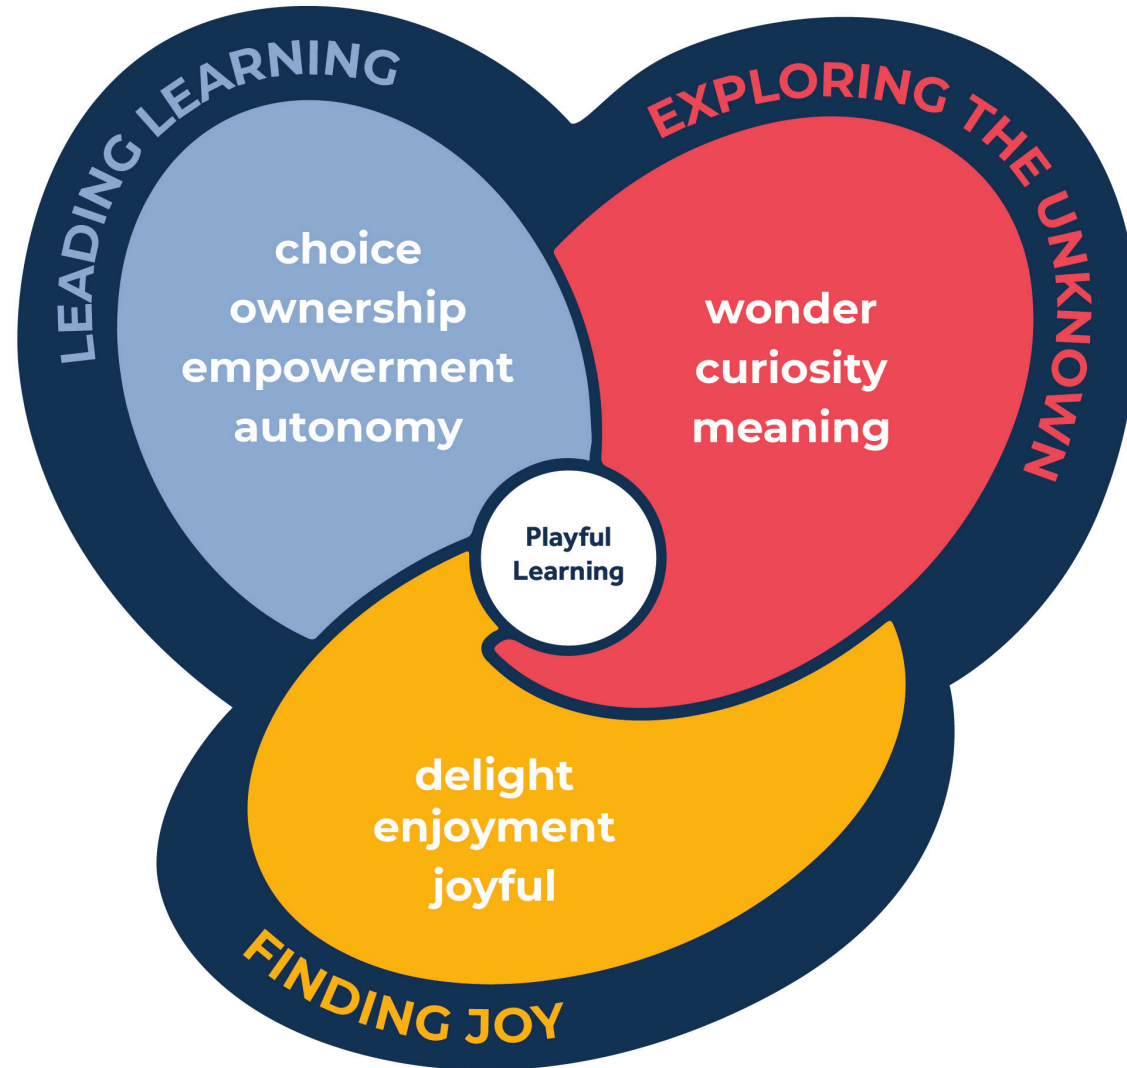 LEADING LEARNING
choice
ownership
empowerment
autonomy
EXPLORING THE UNKNOWN
wonder
curiosity
meaning
Playful
Learning
delight
enjoyment
joyful
FINDING JOY